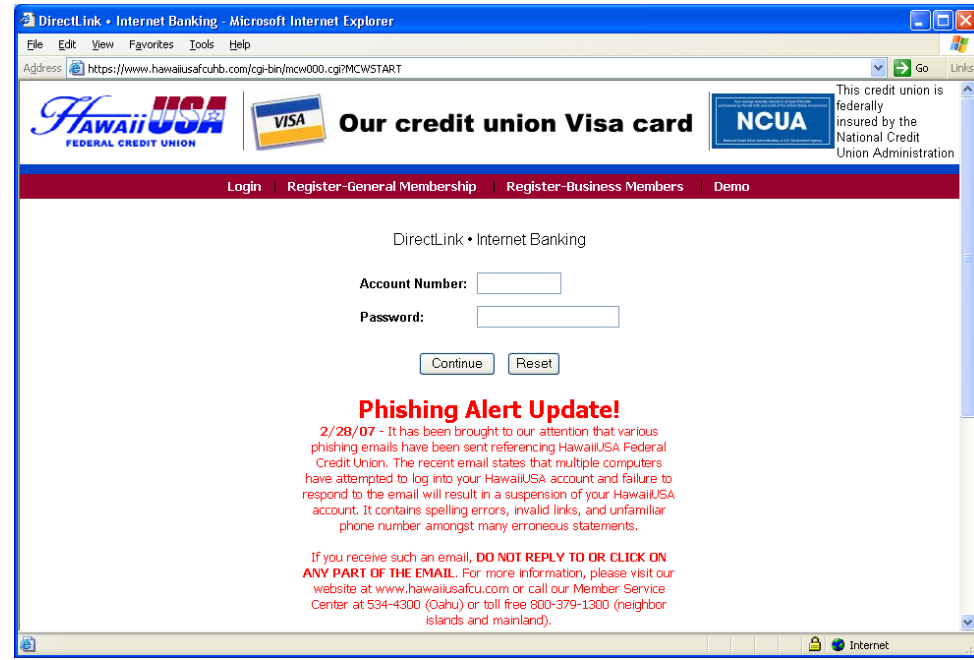 DirectLink • Internet Banking - Microsoft Internet Explorer
File Edit View Favorites Tools Help
Address https://www.hawaiiusafcuhb.com/cgi-bin/mcw000.cgi?MCWSTART Go Links
Hawaii USA
FEDERAL CREDIT UNION
VISA
Our credit union Visa card
NCUA
This credit union is
federally
insured by the
National Credit
Union Administration
Login Register-General Membership Register-Business Members Demo
DirectLink • Internet Banking
Account Number:
Password:
Continue Reset
Phishing Alert Update!
2/28/07 - It has been brought to our attention that various
phishing emails have been sent referencing HawaiiUSA Federal
Credit Union. The recent email states that multiple computers
have attempted to log into your HawaiiUSA account and failure to
respond to the email will result in a suspension of your HawaiiUSA
account. It contains spelling errors, invalid links, and unfamiliar
phone number amongst many erroneous statements.
If you receive such an email, DO NOT REPLY TO OR CLICK ON
ANY PART OF THE EMAIL. For more information, please visit our
website at www.hawaiiusafcu.com or call our Member Service
Center at 534-4300 (Oahu) or toll free 800-379-1300 (neighbor
islands and mainland).
Internet